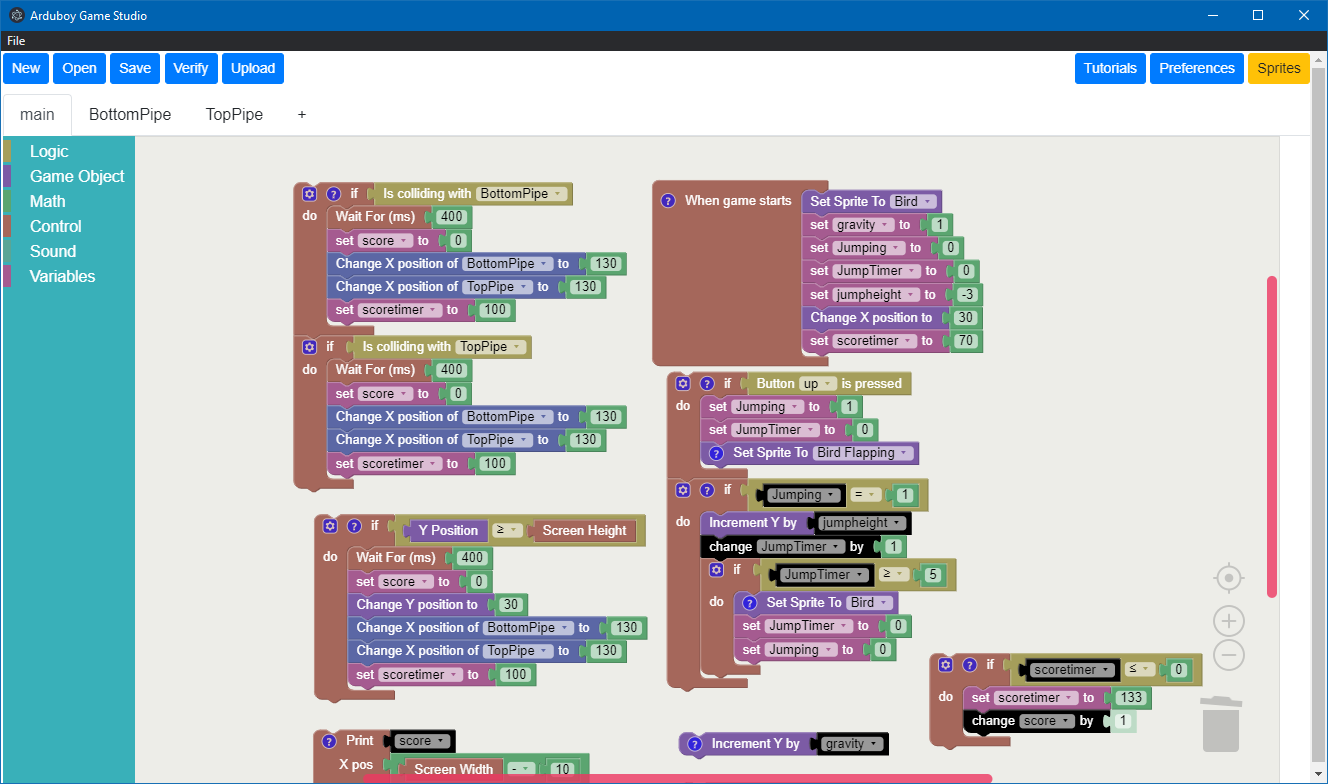 Arduboy Game Studio
File
New Open Save Verify Upload Tutorials Preferences Sprites
main BottomPipe TopPipe +
Logic
Game Object
Math
Control
Sound
Variables
? if Is colliding with BottomPipe
do Wait For (ms) 400
set score to 0
Change X position of BottomPipe to 130
Change X position of TopPipe to 130
set scoretimer to 100
if Is colliding with TopPipe
do Wait For (ms) 400
set score to 0
Change X position of BottomPipe to 130
Change X position of TopPipe to 130
set scoretimer to 100
? if Y Position ≥ Screen Height
do Wait For (ms) 400
set score to 0
Change Y position to 30
Change X position of BottomPipe to 130
Change X position of TopPipe to 130
set scoretimer to 100
? Print score
X pos Screen Width - 10
? When game starts Set Sprite To Bird
set gravity to 1
set Jumping to 0
set JumpTimer to 0
set jumpheight to -3
Change X position to 30
set scoretimer to 70
? if Button up is pressed
do set Jumping to 1
set JumpTimer to 0
? Set Sprite To Bird Flapping
? if Jumping = 1
do Increment Y by jumpheight
change JumpTimer by 1
if JumpTimer ≥ 5
do ? Set Sprite To Bird
set JumpTimer to 0
set Jumping to 0
? Increment Y by gravity
? if scoretimer ≤ 0
do set scoretimer to 133
change score by 1